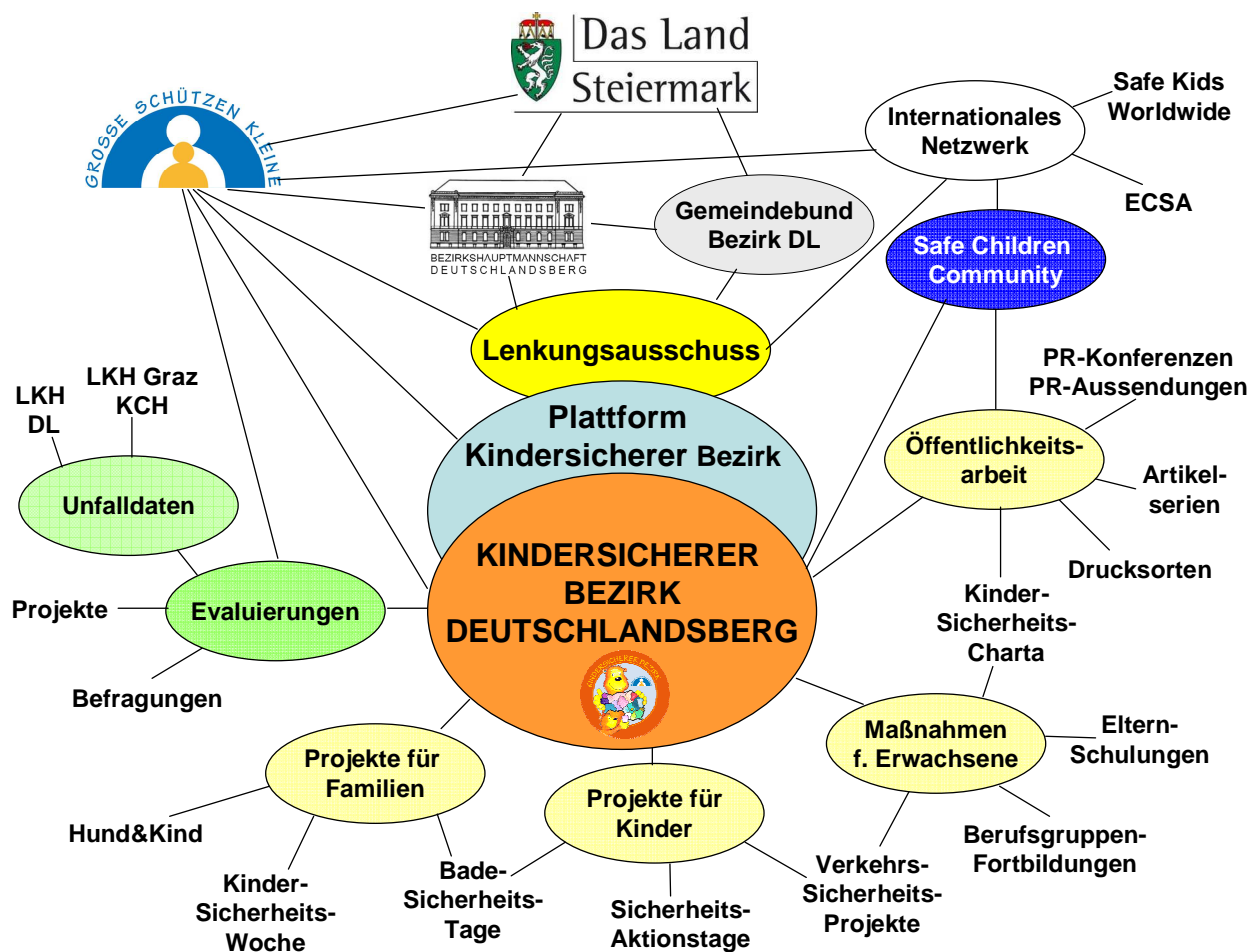 Das Land
Steiermark
GROSSE SCHÜTZEN KLEINE
Internationales
Netzwerk
Safe Kids
Worldwide
ECSA
BEZIRKSHAUPTMANNSCHAFT
DEUTSCHLANDSBERG
Gemeindebund
Bezirk DL
Safe Children
Community
Lenkungsausschuss
Plattform
Kindersicherer Bezirk
KINDERSICHERER
BEZIRK
DEUTSCHLANDSBERG
KINDERSICHERER BEZIRK
LKH
DL
LKH Graz
KCH
Unfalldaten
Evaluierungen
Projekte
Befragungen
PR-Konferenzen
PR-Aussendungen
Öffentlichkeits-
arbeit
Artikel-
serien
Drucksorten
Kinder-
Sicherheits-
Charta
Maßnahmen
f. Erwachsene
Eltern-
Schulungen
Berufsgruppen-
Fortbildungen
Verkehrs-
Sicherheits-
Projekte
Projekte für
Kinder
Sicherheits-
Aktionstage
Bade-
Sicherheits-
Tage
Projekte für
Familien
Hund&Kind
Kinder-
Sicherheits-
Woche